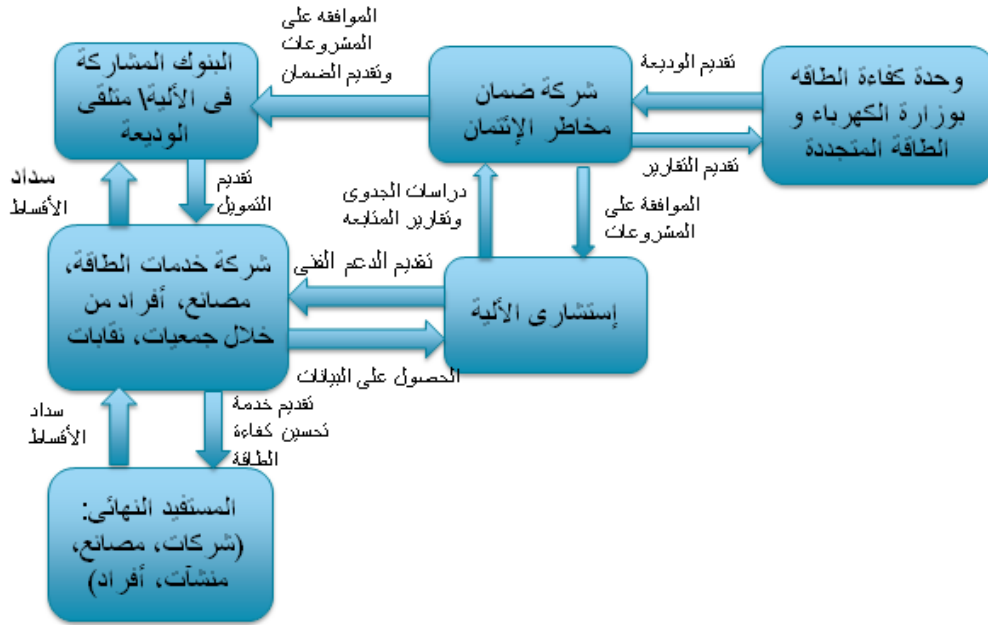 وحدة كفاءة الطاقه
بوزارة الكهرباء و
الطاقة المتجددة
تقديم الوديعة
تقديم التقارير
شركة ضمان
مخاطر الإئتمان
الموافقه على
المشروعات
وتقديم الضمان
البنوك المشاركة
فى الألية\ متلقى
الوديعة
سداد
الأقساط
تقديم
التمويل
دراسات الجدوى
وتقارير المتابعه
الموافقة على
المشروعات
شركة خدمات الطاقة،
مصانع، أفراد من
خلال جمعيات، نقابات
تقديم الدعم الفنى
إستشارى الألية
الحصول على البيانات
سداد
الأقساط
تقديم خدمة
تحسين كفاءة
الطاقة
المستفيد النهائى:
(شركات، مصانع،
منشآت، أفراد)